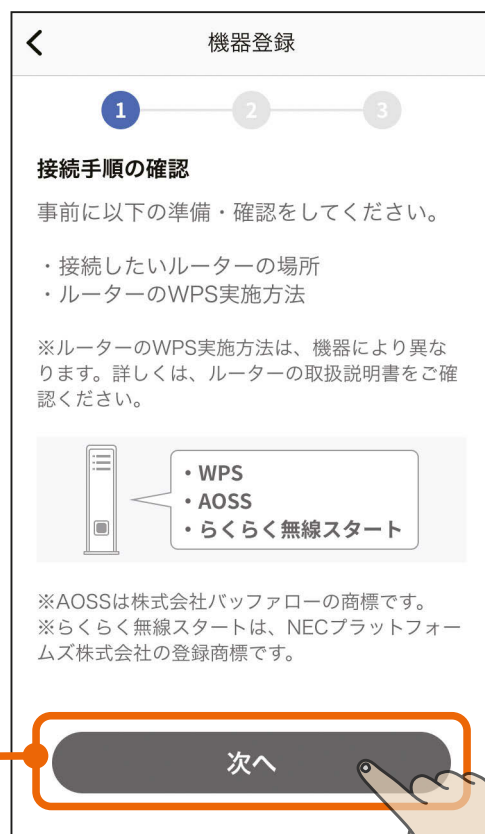 機器登録
1 2 3
接続手順の確認
事前に以下の準備・確認をしてください。
・接続したいルーターの場所
・ルーターのWPS実施方法
※ルーターのWPS実施方法は、機器により異な
ります。詳しくは、ルーターの取扱説明書をご確
認ください。
・WPS
・AOSS
・らくらく無線スタート
※AOSSは株式会社バッファローの商標です。
※らくらく無線スタートは、NECプラットフォー
ムズ株式会社の登録商標です。
次へ